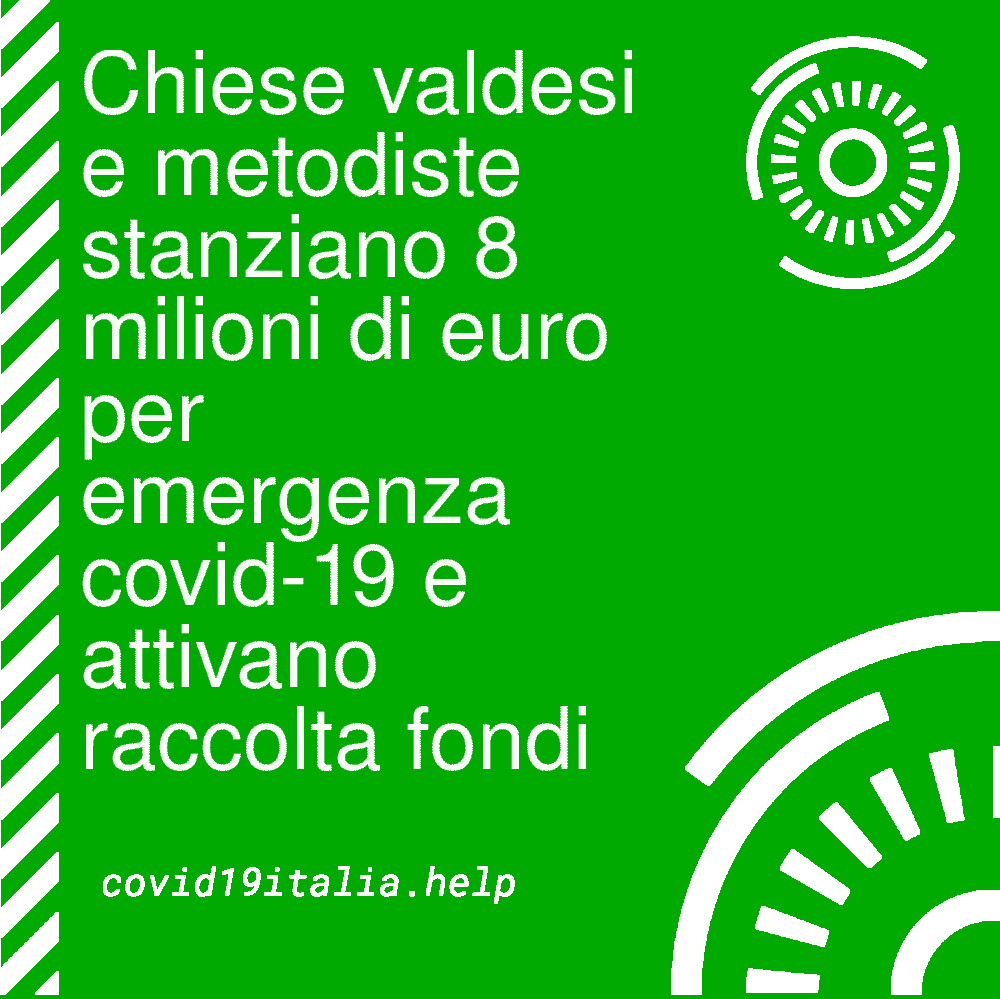 Chiese valdesi
e metodiste
stanziano 8
milioni di euro
per
emergenza
covid-19 e
attivano
raccolta fondi
covid19italia.help